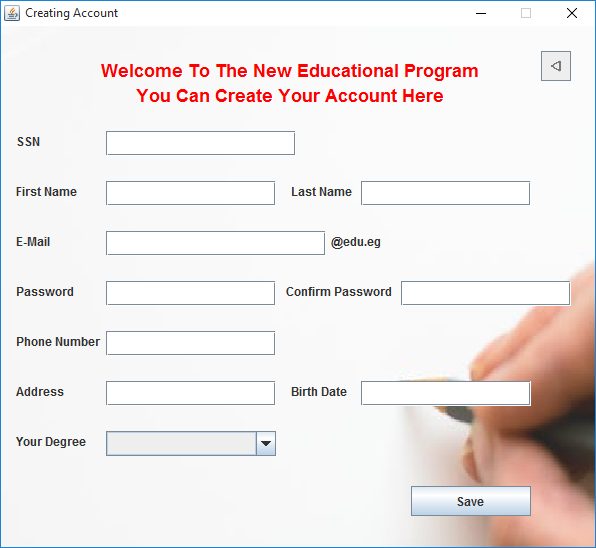 Creating Account
Welcome To The New Educational Program
You Can Create Your Account Here
SSN
First Name Last Name
E-Mail @edu.eg
Password Confirm Password
Phone Number
Address Birth Date
Your Degree
Save